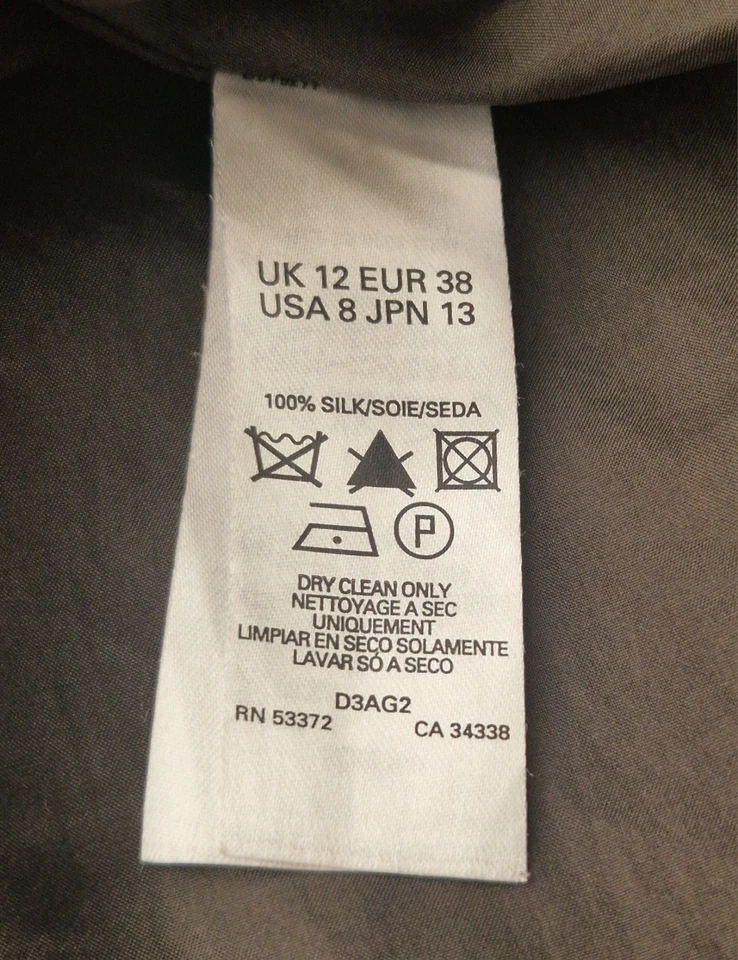 UK 12 EUR 38
USA 8 JPN 13
100% SILK/SOIE/SEDA
P
DRY CLEAN ONLY
NETTOYAGE A SEC
UNIQUEMENT
LIMPIAR EN SECO SOLAMENTE
LAVAR SÓ A SECO
D3AG2
RN 53372 CA 34338